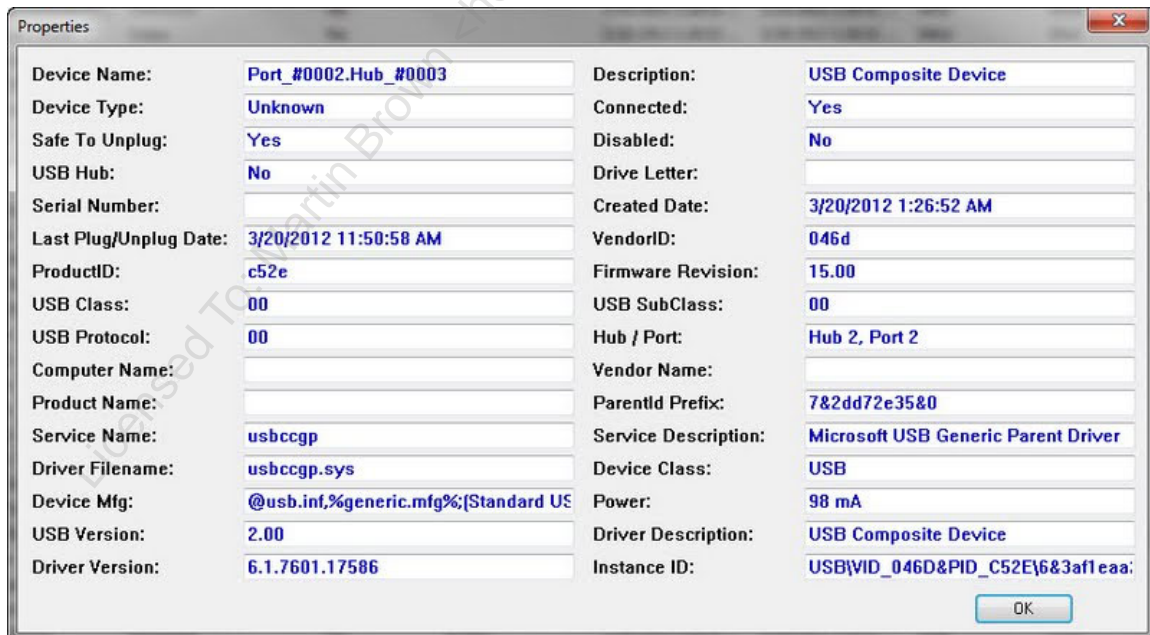 Properties
Device Name: Port_#0002.Hub_#0003 Description: USB Composite Device
Device Type: Unknown Connected: Yes
Safe To Unplug: Yes Disabled: No
USB Hub: No Drive Letter:
Serial Number: Created Date: 3/20/2012 1:26:52 AM
Last Plug/Unplug Date: 3/20/2012 11:50:58 AM VendorID: 046d
ProductID: c52e Firmware Revision: 15.00
USB Class: 00 USB SubClass: 00
USB Protocol: 00 Hub / Port: Hub 2, Port 2
Computer Name: Vendor Name:
Product Name: ParentId Prefix: 7&2dd72e35&0
Service Name: usbccgp Service Description: Microsoft USB Generic Parent Driver
Driver Filename: usbccgp.sys Device Class: USB
Device Mfg: @usb.inf,%generic.mfg%;(Standard US Power: 98 mA
USB Version: 2.00 Driver Description: USB Composite Device
Driver Version: 6.1.7601.17586 Instance ID: USB\VID_046D&PID_C52E\6&3af1eaa
OK
Licensed To: Martin Brown